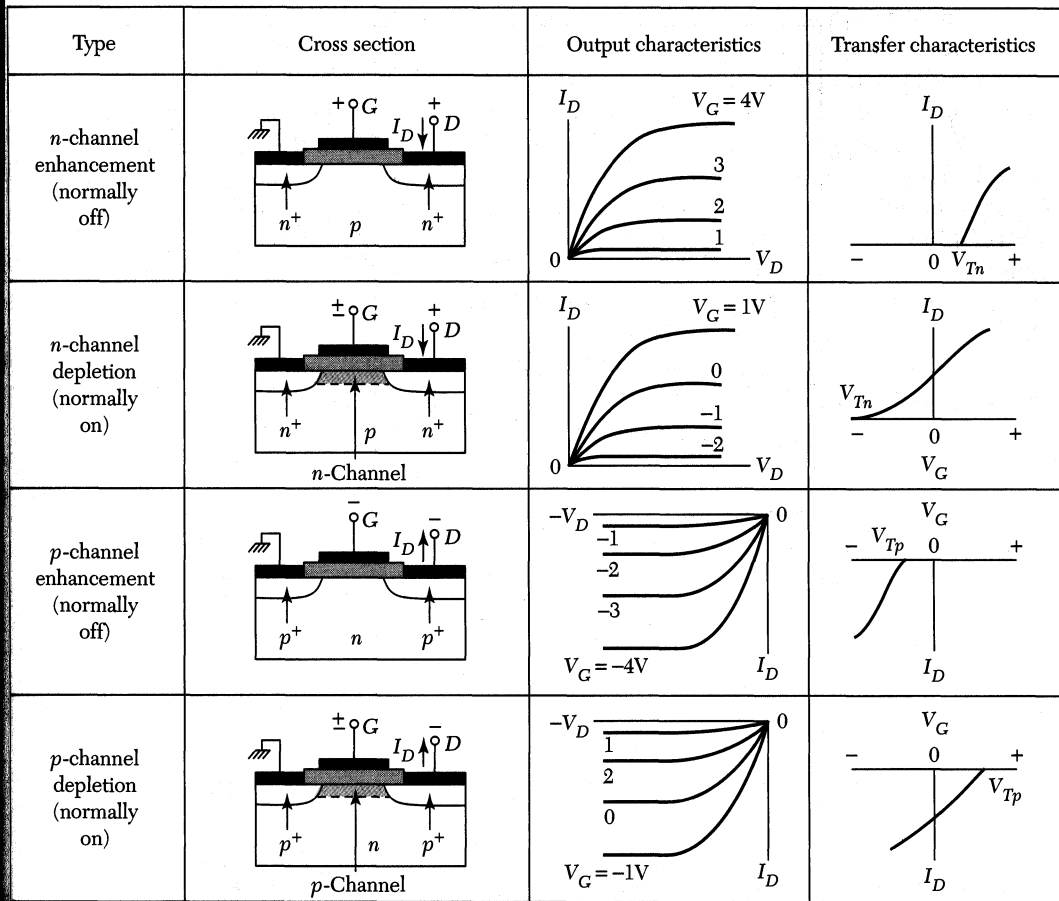 Type Cross section Output characteristics Transfer characteristics
n-channel
enhancement
(normally
off)
+ G
I_D + D
n+ p n+
I_D V_G = 4V
3
2
1
0 V_D
I_D
− 0 V_Tn +
n-channel
depletion
(normally
on)
± G
I_D + D
n+ p n+
n-Channel
I_D V_G = 1V
0
−1
−2
0 V_D
I_D
V_Tn
− 0 +
V_G
p-channel
enhancement
(normally
off)
− G
I_D − D
p+ n p+
−V_D 0
−1
−2
−3
V_G = −4V I_D
V_G
− V_Tp 0 +
I_D
p-channel
depletion
(normally
on)
± G
I_D − D
p+ n p+
p-Channel
−V_D 0
1
2
0
V_G = −1V I_D
V_G
− 0 +
V_Tp
I_D